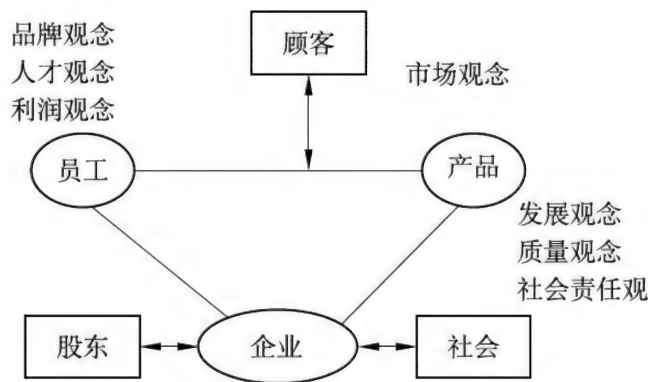 品牌观念
人才观念
利润观念
顾客
市场观念
员工
产品
发展观念
质量观念
社会责任观
股东
企业
社会